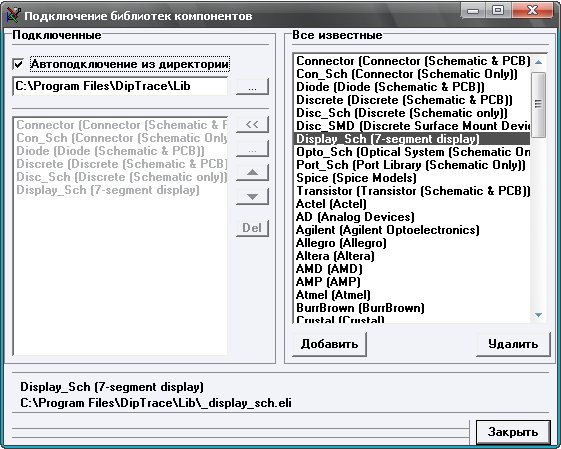 Подключение библиотек компонентов
Подключенные
Автоподключение из директории
C:\Program Files\DipTrace\Lib
...
Connector (Connector (Schematic & F
Con_Sch (Connector (Schematic Only)
Diode (Diode (Schematic & PCB))
Discrete (Discrete (Schematic & PCB)
Disc_Sch (Discrete (Schematic only))
Display_Sch (7-segment display)
<<
...
Del
Все известные
Connector (Connector (Schematic & PCB)
Con_Sch (Connector (Schematic Only))
Diode (Diode (Schematic & PCB))
Discrete (Discrete (Schematic & PCB))
Disc_Sch (Discrete (Schematic only))
Disc_SMD (Discrete Surface Mount Devi
Display_Sch (7-segment display)
Opto_Sch (Optical System (Schematic On
Port_Sch (Port Library (Schematic Only))
Spice (Spice Models)
Transistor (Transistor (Schematic & PCB))
Actel (Actel)
AD (Analog Devices)
Agilent (Agilent Optoelectronics)
Allegro (Allegro)
Altera (Altera)
AMD (AMD)
AMP (AMP)
Atmel (Atmel)
BurrBrown (BurrBrown)
Crystal (Crystal)
Добавить
Удалить
Display_Sch (7-segment display)
C:\Program Files\DipTrace\Lib\_display_sch.eli
Закрыть